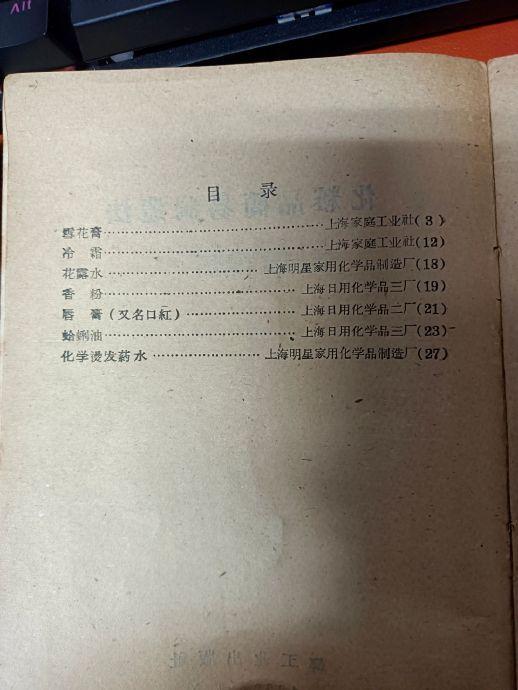 目 录
雪花膏……上海家庭工业社(3)
冷 霜……上海家庭工业社(12)
花露水……上海明星家用化学品制造厂(18)
香 粉……上海日用化学品三厂(19)
唇 膏(又名口紅)……上海日用化学品二厂(21)
蛤蜊油……上海日用化学品三厂(23)
化学烫发葯水……上海明星家用化学品制造厂(27)